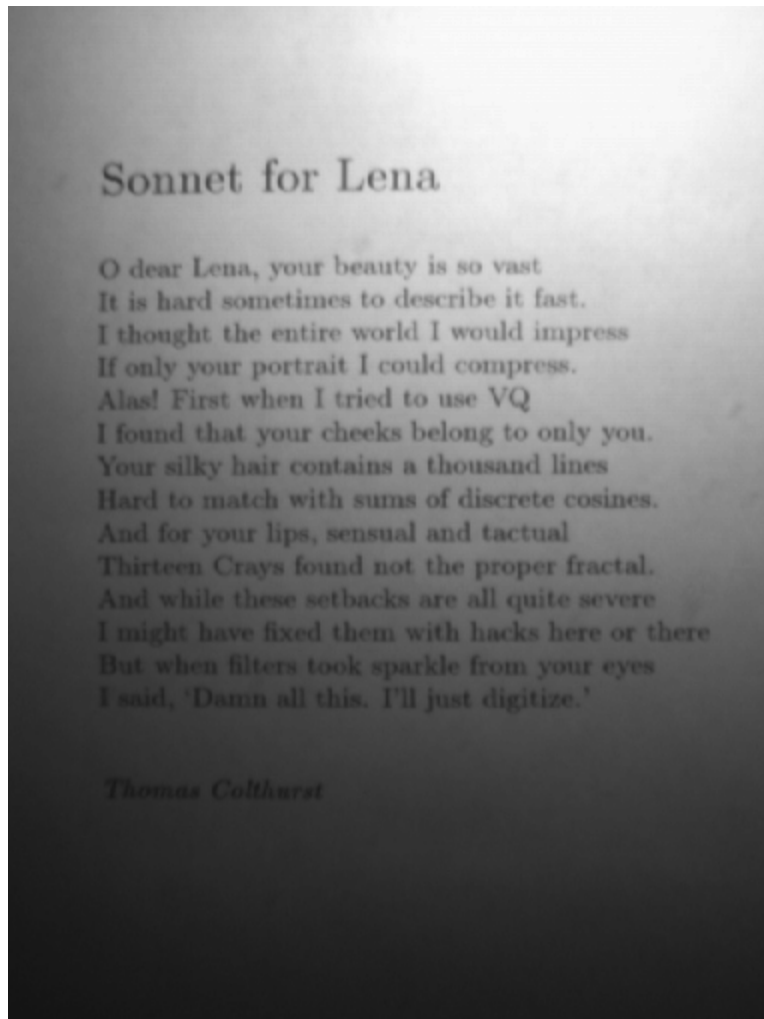 Sonnet for Lena
O dear Lena, your beauty is so vast
It is hard sometimes to describe it fast.
I thought the entire world I would impress
If only your portrait I could compress.
Alas! First when I tried to use VQ
I found that your cheeks belong to only you.
Your silky hair contains a thousand lines
Hard to match with sums of discrete cosines.
And for your lips, sensual and tactual
Thirteen Crays found not the proper fractal.
And while these setbacks are all quite severe
I might have fixed them with hacks here or there
But when filters took sparkle from your eyes
I said, ‘Damn all this. I’ll just digitize.’
Thomas Colthurst